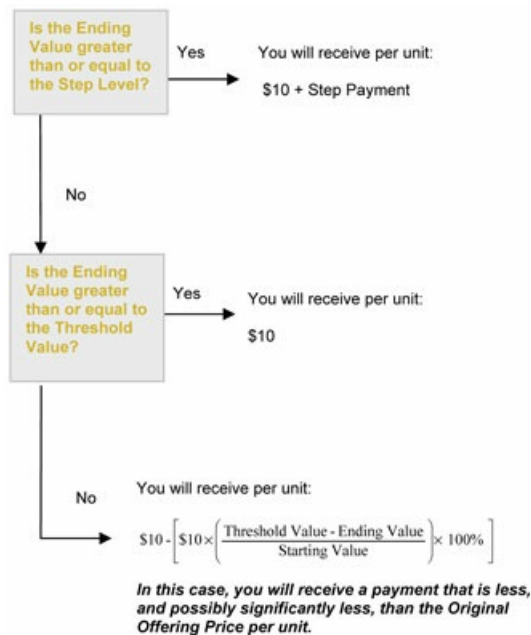 Is the Ending
Value greater
than or equal to
the Step Level?
Yes
You will receive per unit:
$10 + Step Payment
No
Is the Ending
Value greater
than or equal to
the Threshold
Value?
Yes
You will receive per unit:
$10
No
You will receive per unit:
$10 - [ $10 × ( Threshold Value - Ending Value / Starting Value ) × 100% ]
In this case, you will receive a payment that is less,
and possibly significantly less, than the Original
Offering Price per unit.